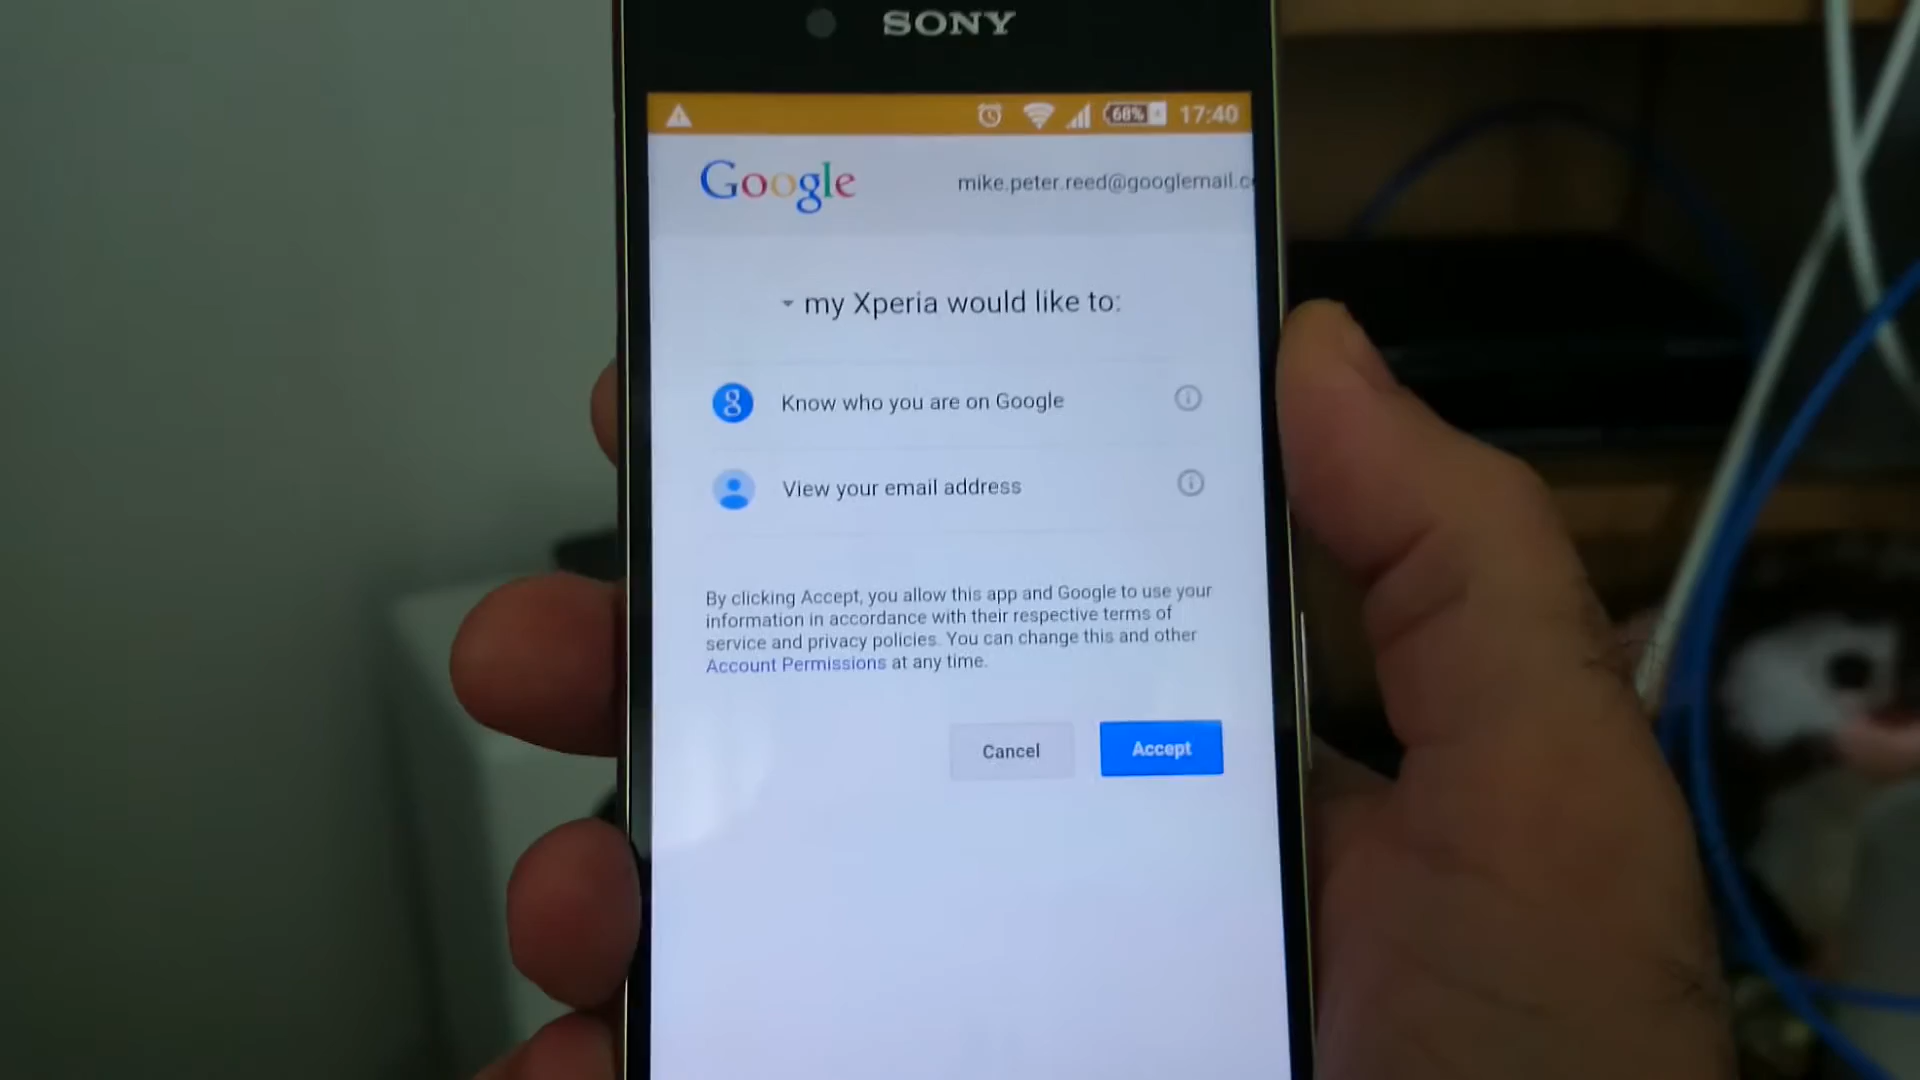 SONY
68% 17:40
Google mike.peter.reed@googlemail.c
my Xperia would like to:
Know who you are on Google
View your email address
By clicking Accept, you allow this app and Google to use your
information in accordance with their respective terms of
service and privacy policies. You can change this and other
Account Permissions at any time.
Cancel Accept